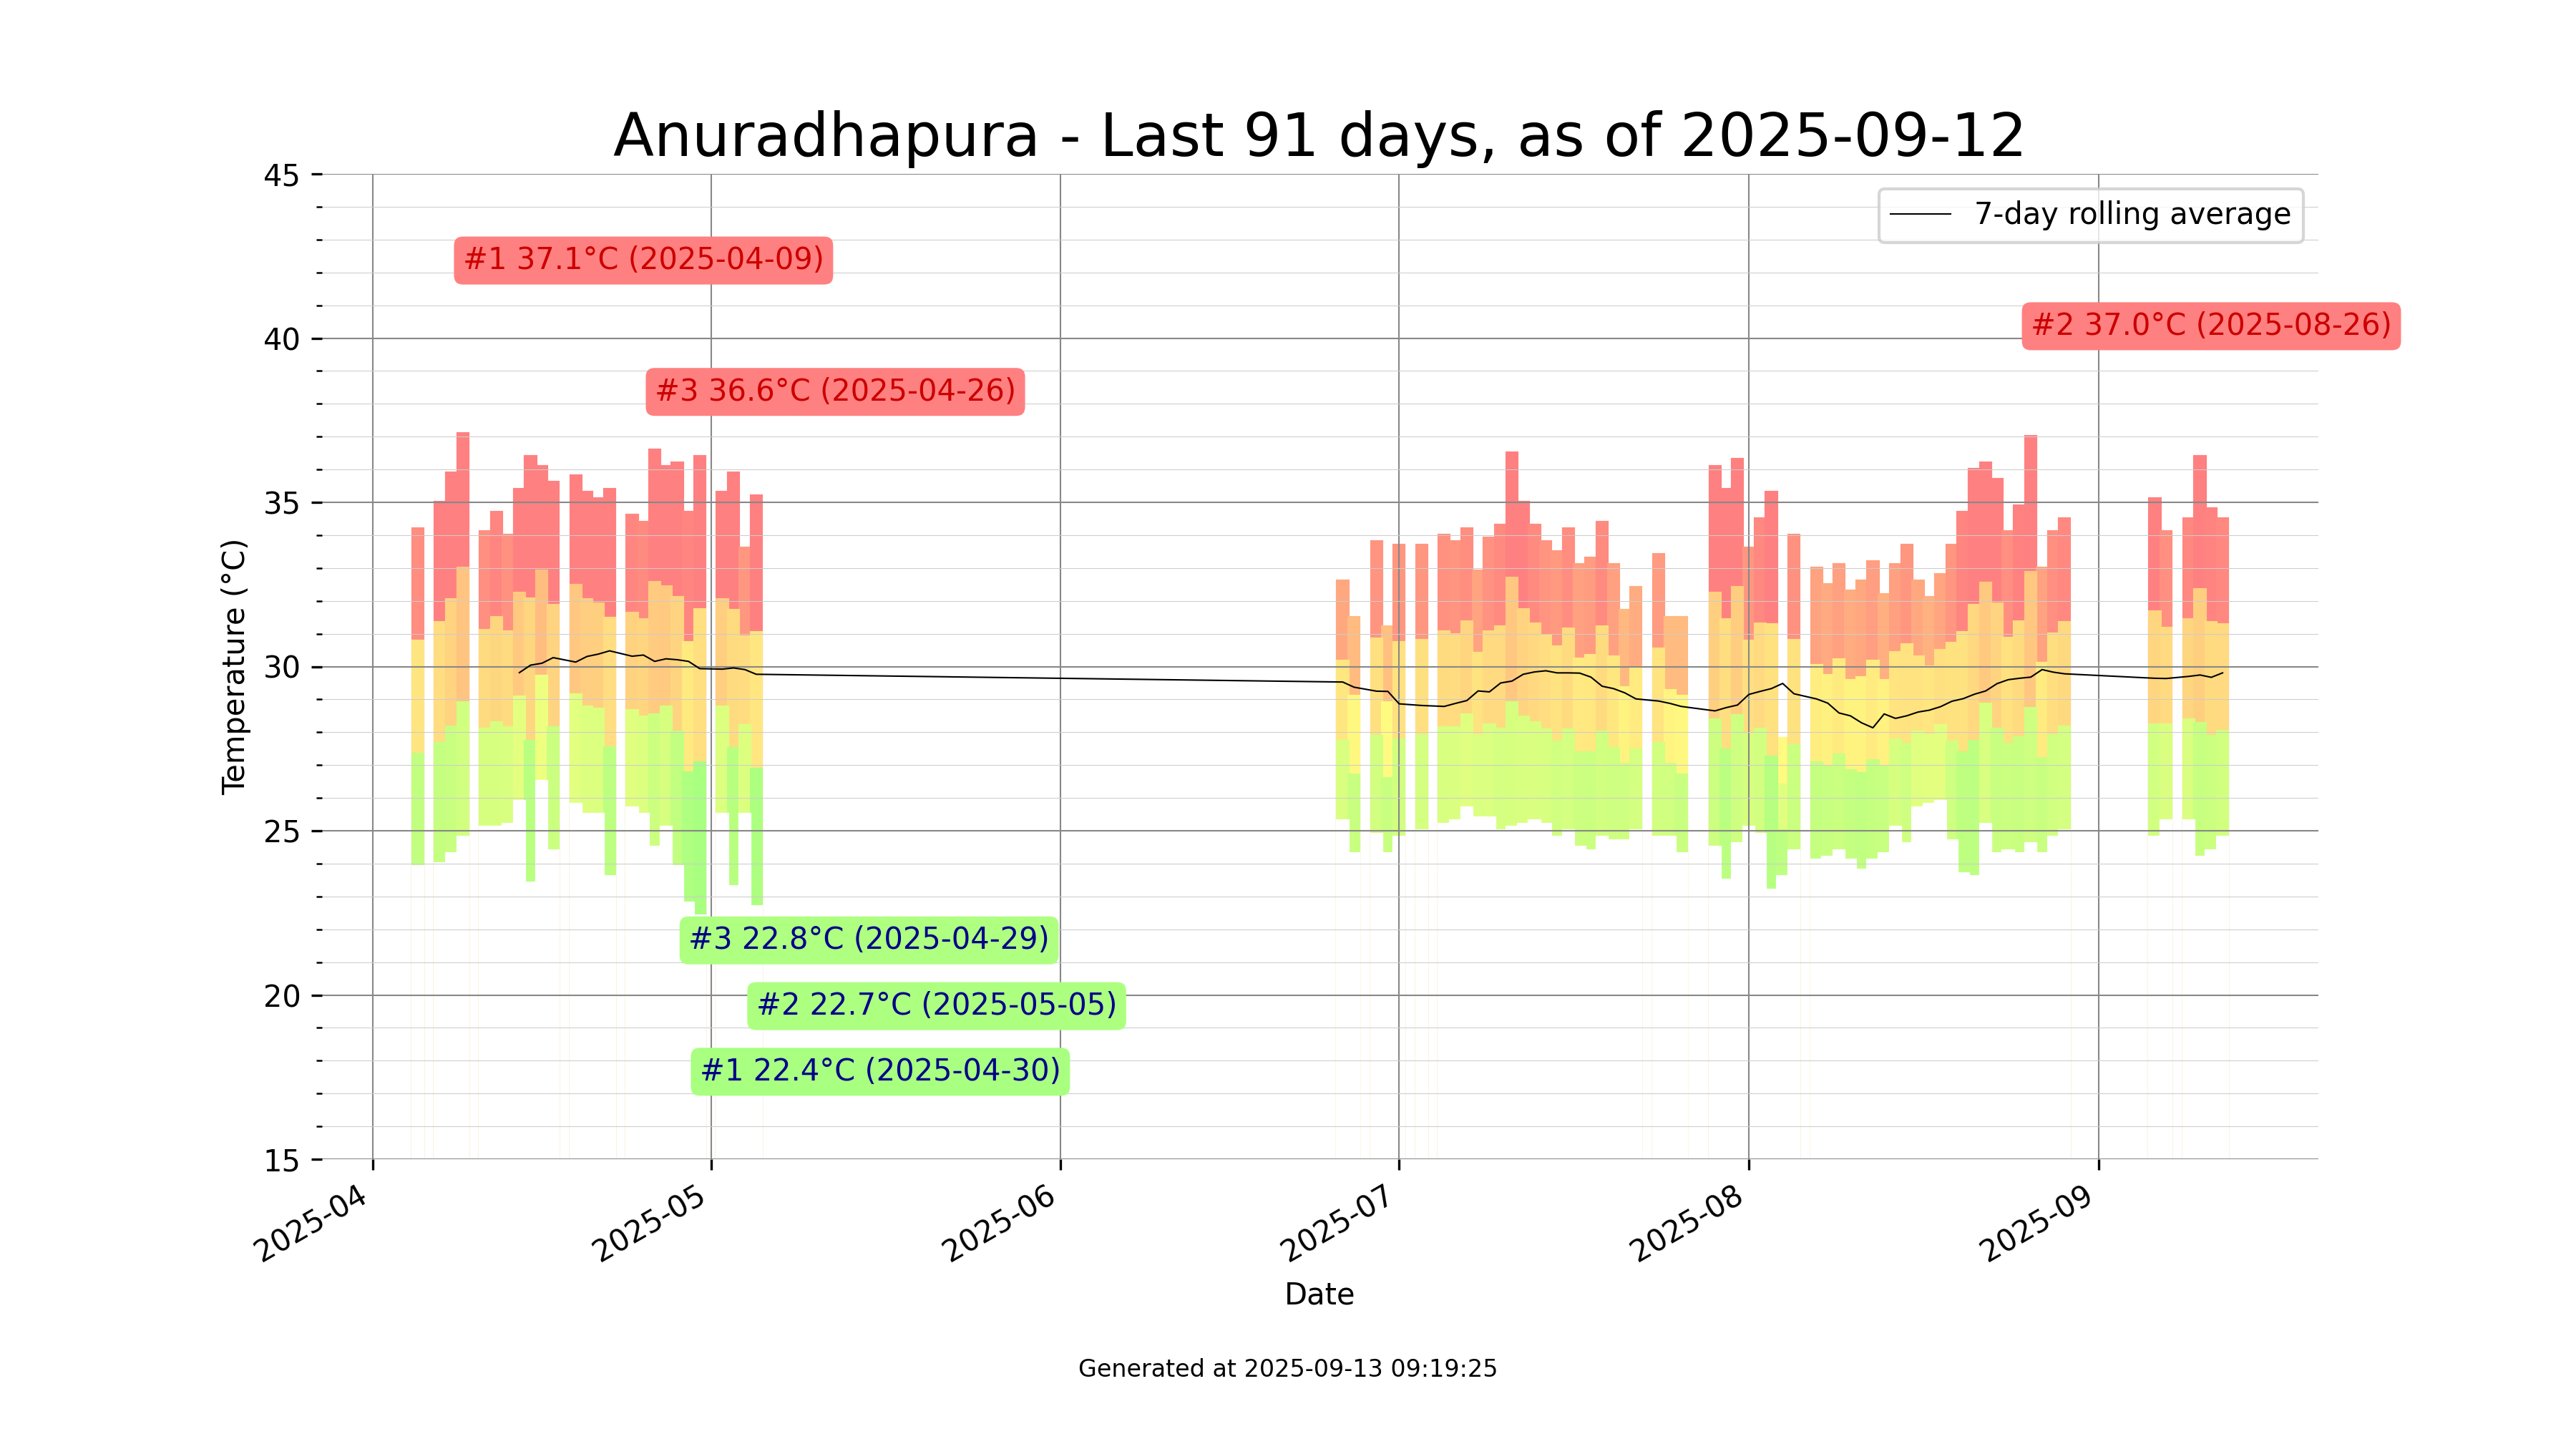 Anuradhapura - Last 91 days, as of 2025-09-12
45
7-day rolling average
#1 37.1°C (2025-04-09)
#2 37.0°C (2025-08-26)
40
#3 36.6°C (2025-04-26)
35
30
Temperature (°C)
25
#3 22.8°C (2025-04-29)
20
#2 22.7°C (2025-05-05)
#1 22.4°C (2025-04-30)
15
2025-04
2025-05
2025-06
2025-07
2025-08
2025-09
Date
Generated at 2025-09-13 09:19:25